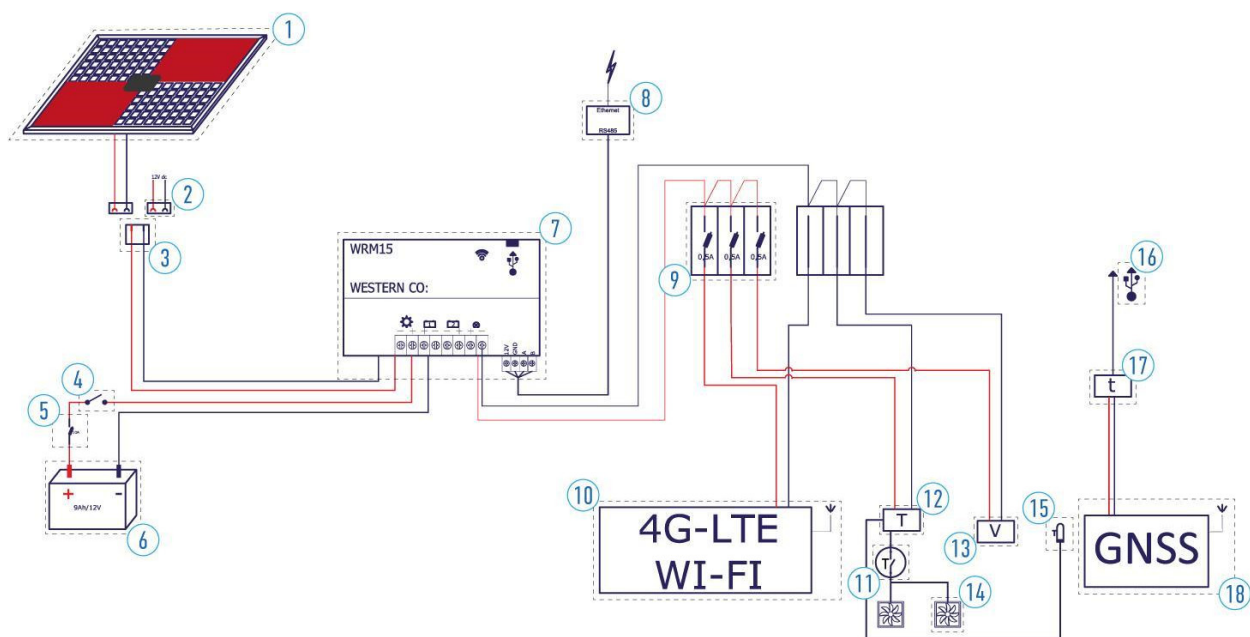 1
8
Ethernet
RS485
2
12V dc
3
7
WRM15
WESTERN CO:
1
2
12V
GND
A
B
9
0,5A
0,5A
0,5A
16
17
t
4
5
6
+
-
9Ah/12V
10
4G-LTE
WI-FI
12
T
11
T
14
13
V
15
T
GNSS
18